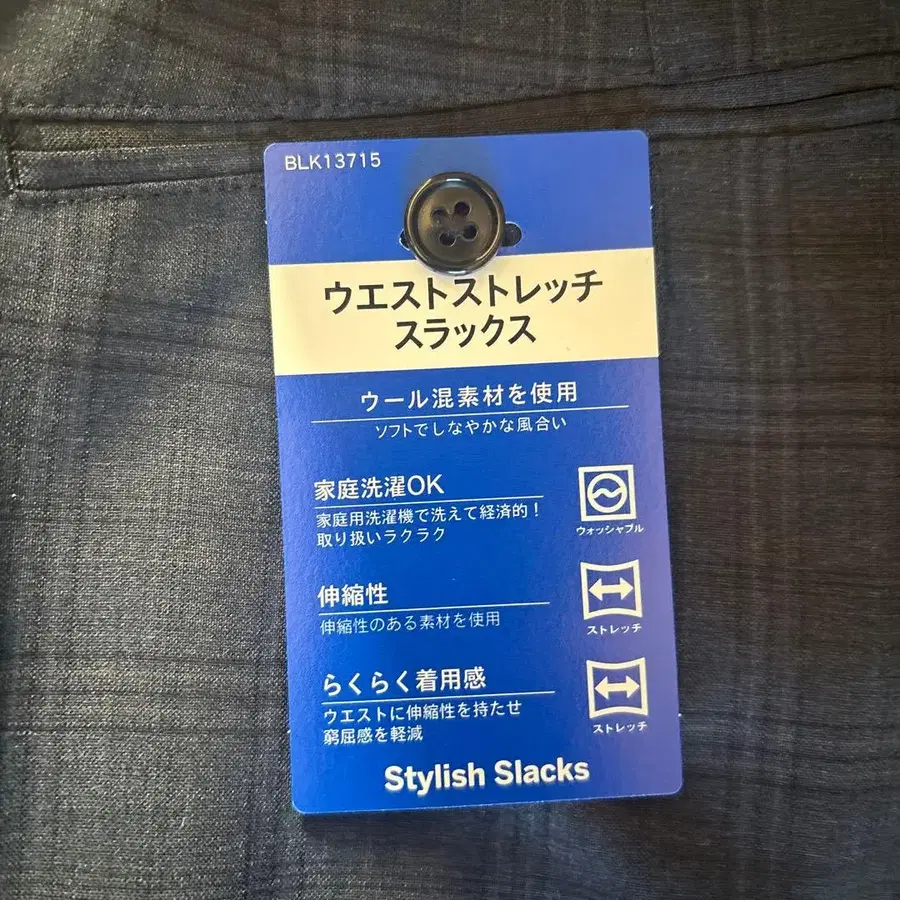 BLK13715
ウエストストレッチ
スラックス
ウール混素材を使用
ソフトでしなやかな風合い
家庭洗濯OK
家庭用洗濯機で洗えて経済的!
取り扱いラクラク
ウォッシャブル
伸縮性
伸縮性のある素材を使用
ストレッチ
らくらく着用感
ウエストに伸縮性を持たせ
窮屈感を軽減
ストレッチ
Stylish Slacks